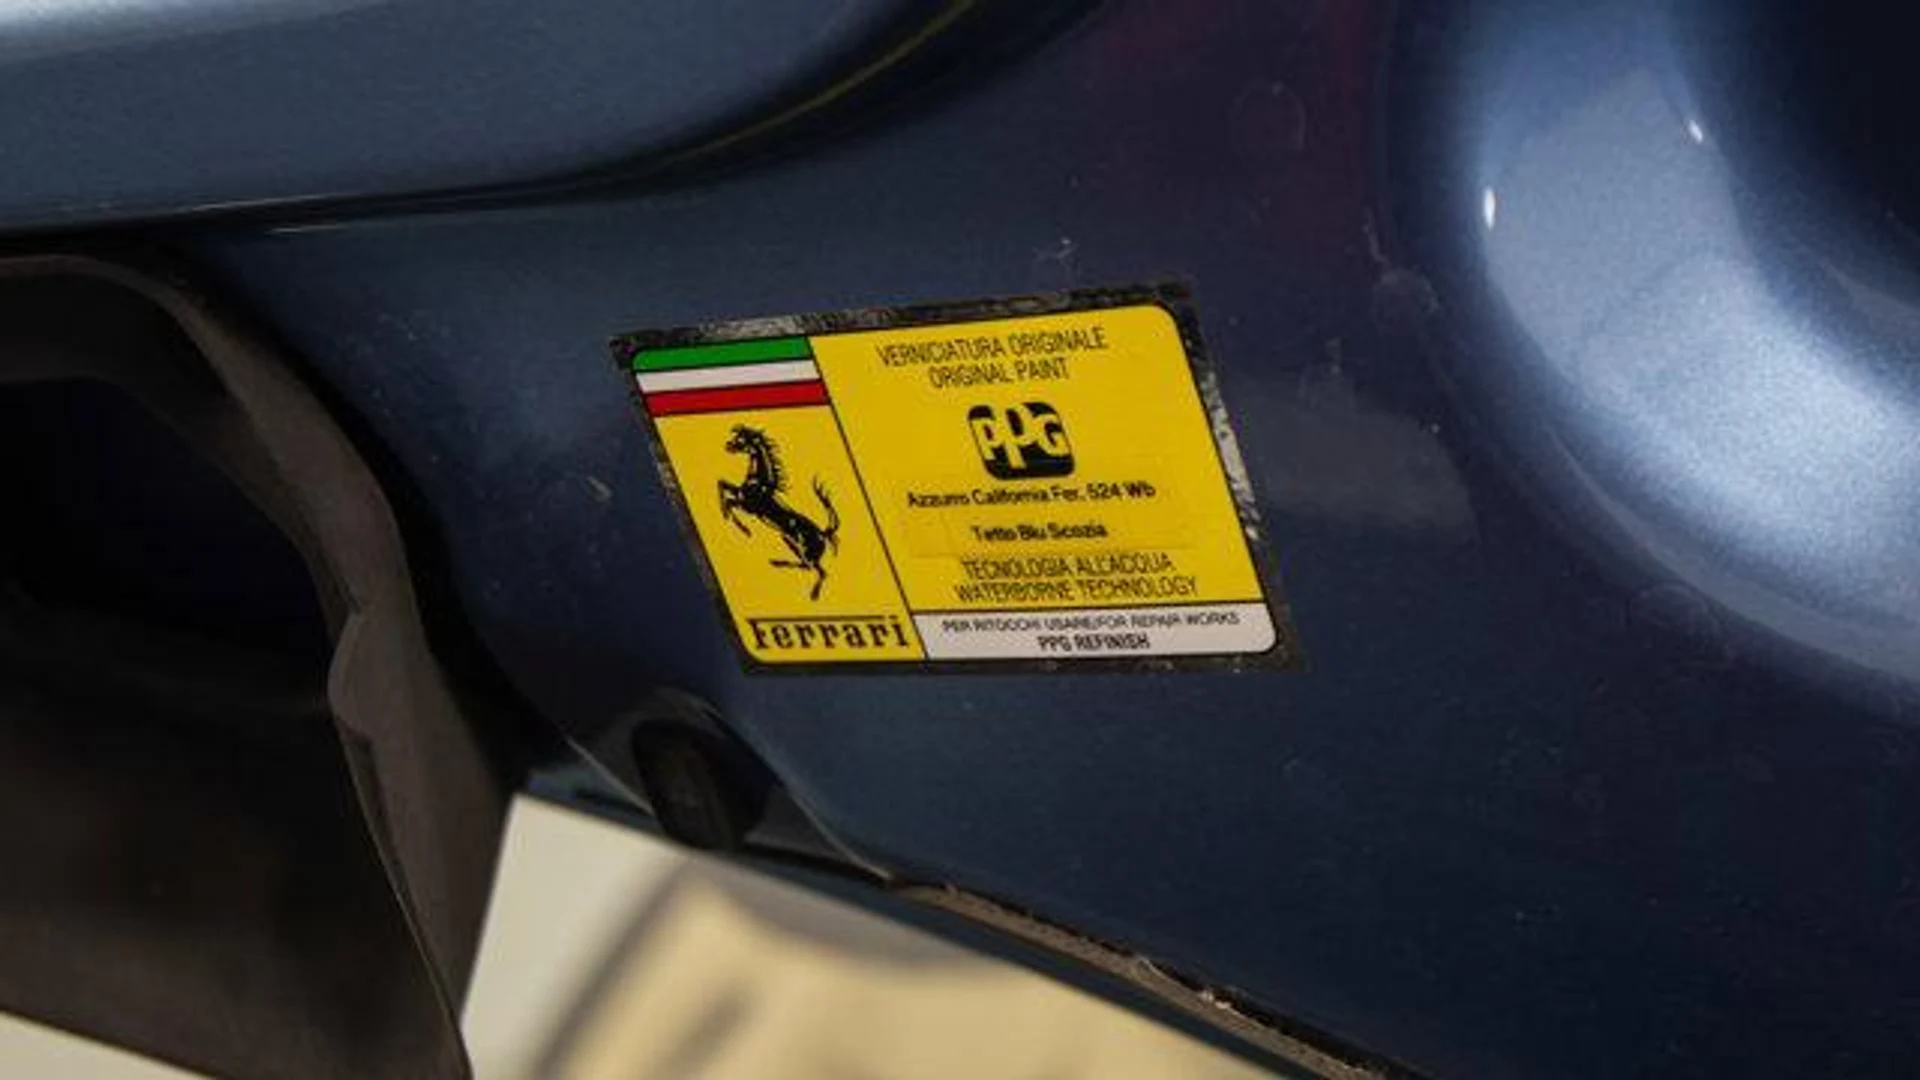 VERNICIATURA ORIGINALE
ORIGINAL PAINT
PPG
Azzurro California Fer. 524 Wb
Tetto Blu Scozia
TECNOLOGIA ALL'ACQUA
WATERBORNE TECHNOLOGY
Ferrari
PER RITOCCHI USARE/FOR REPAIR WORKS
PPG REFINISH